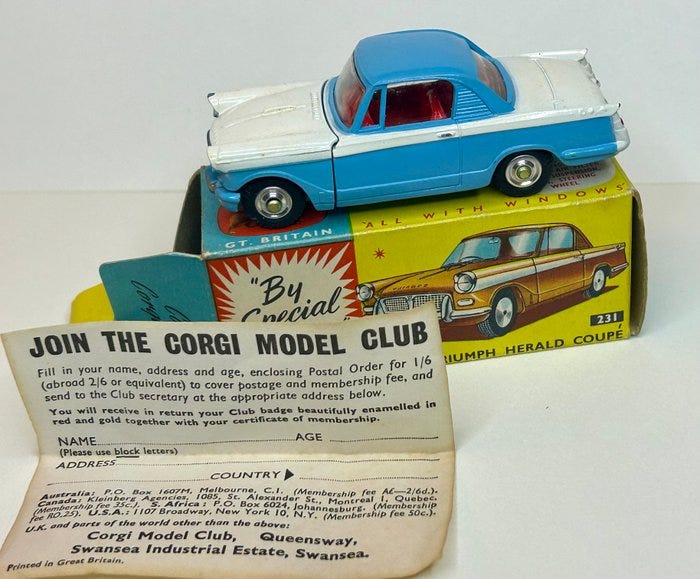 SUSPENSION,
STEERING
WHEEL
"ALL WITH WINDOWS"
GT. BRITAIN
"By
Special
231
TRIUMPH HERALD COUPÉ
JOIN THE CORGI MODEL CLUB
Fill in your name, address and age, enclosing Postal Order for 1/6
(abroad 2/6 or equivalent) to cover postage and membership fee, and
send to the Club secretary at the appropriate address below.
You will receive in return your Club badge beautifully enamelled in
red and gold together with your certificate of membership.
NAME AGE
(Please use block letters)
ADDRESS
COUNTRY
Australia: P.O. Box 1607M, Melbourne, C.I. (Membership fee A£—2/6d.).
Canada: Kleinberg Agencies, 1085, St. Alexander St., Montreal 1, Quebec.
(Membership fee 35c.). S. Africa: P.O. Box 6024, Johannesburg. (Membership
fee RO.25). U.S.A.: 1107 Broadway, New York 10, N.Y. (Membership fee 50c.).
U.K. and parts of the world other than the above:
Corgi Model Club, Queensway,
Swansea Industrial Estate, Swansea.
Printed in Great Britain.